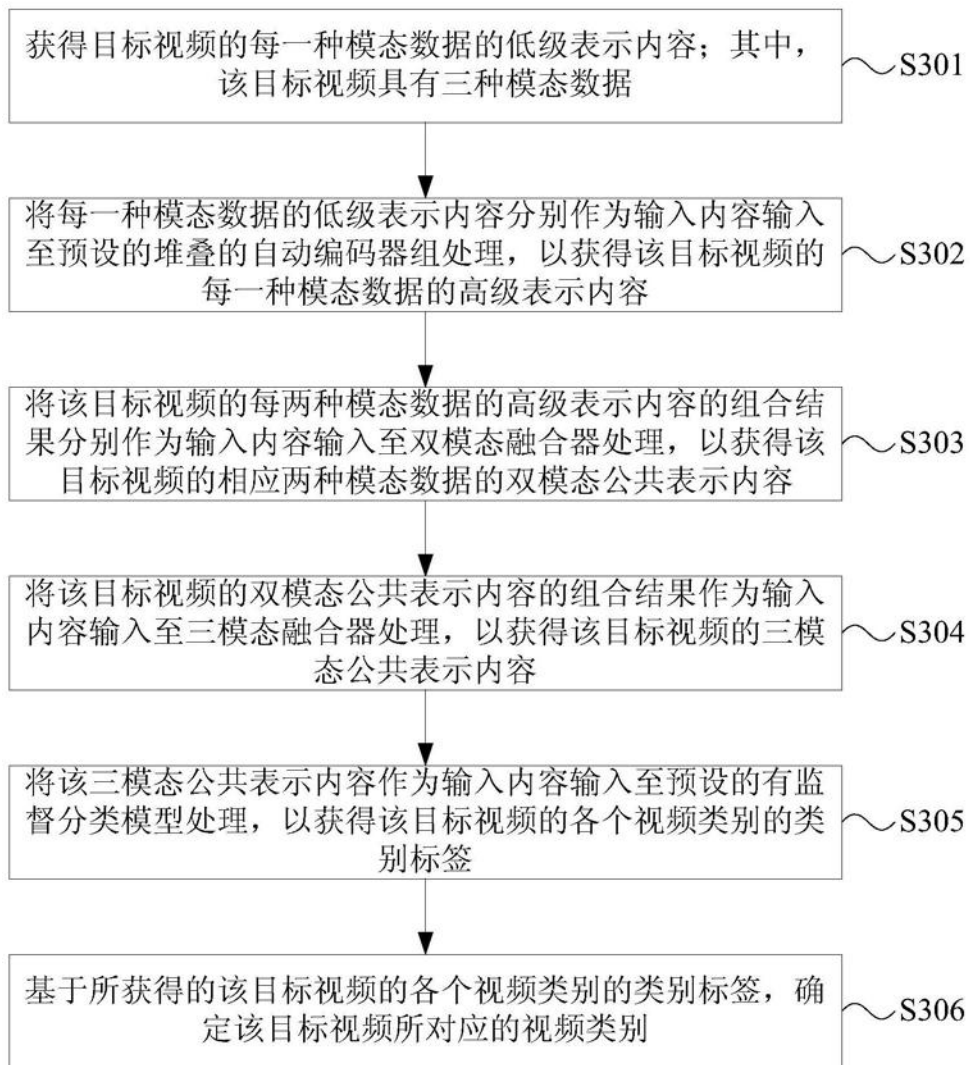 获得目标视频的每一种模态数据的低级表示内容；其中，
该目标视频具有三种模态数据
S301
将每一种模态数据的低级表示内容分别作为输入内容输入
至预设的堆叠的自动编码器组处理，以获得该目标视频的
每一种模态数据的高级表示内容
S302
将该目标视频的每两种模态数据的高级表示内容的组合结
果分别作为输入内容输入至双模态融合器处理，以获得该
目标视频的相应两种模态数据的双模态公共表示内容
S303
将该目标视频的双模态公共表示内容的组合结果作为输入
内容输入至三模态融合器处理，以获得该目标视频的三模
态公共表示内容
S304
将该三模态公共表示内容作为输入内容输入至预设的有监
督分类模型处理，以获得该目标视频的各个视频类别的类
别标签
S305
基于所获得的该目标视频的各个视频类别的类别标签，确
定该目标视频所对应的视频类别
S306